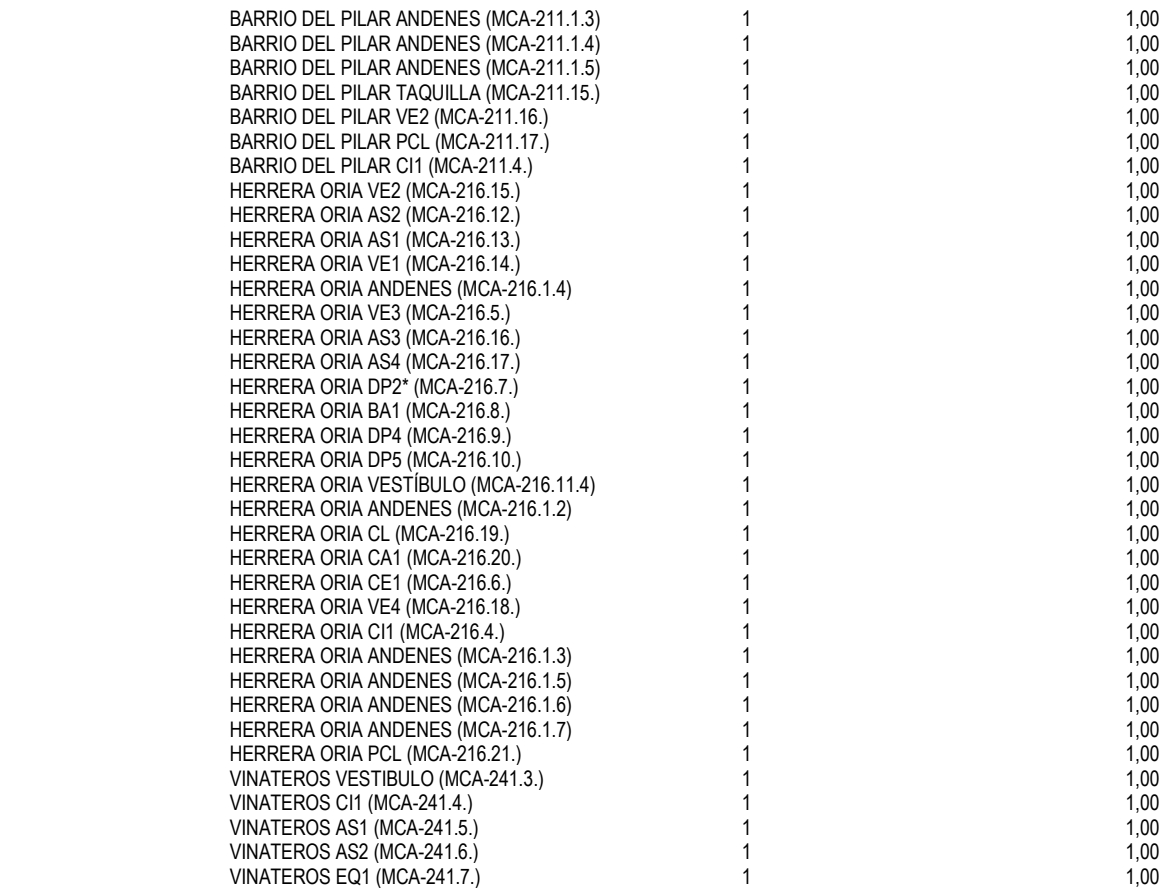 BARRIO DEL PILAR ANDENES (MCA-211.1.3) 1 1,00
BARRIO DEL PILAR ANDENES (MCA-211.1.4) 1 1,00
BARRIO DEL PILAR ANDENES (MCA-211.1.5) 1 1,00
BARRIO DEL PILAR TAQUILLA (MCA-211.15.) 1 1,00
BARRIO DEL PILAR VE2 (MCA-211.16.) 1 1,00
BARRIO DEL PILAR PCL (MCA-211.17.) 1 1,00
BARRIO DEL PILAR CI1 (MCA-211.4.) 1 1,00
HERRERA ORIA VE2 (MCA-216.15.) 1 1,00
HERRERA ORIA AS2 (MCA-216.12.) 1 1,00
HERRERA ORIA AS1 (MCA-216.13.) 1 1,00
HERRERA ORIA VE1 (MCA-216.14.) 1 1,00
HERRERA ORIA ANDENES (MCA-216.1.4) 1 1,00
HERRERA ORIA VE3 (MCA-216.5.) 1 1,00
HERRERA ORIA AS3 (MCA-216.16.) 1 1,00
HERRERA ORIA AS4 (MCA-216.17.) 1 1,00
HERRERA ORIA DP2* (MCA-216.7.) 1 1,00
HERRERA ORIA BA1 (MCA-216.8.) 1 1,00
HERRERA ORIA DP4 (MCA-216.9.) 1 1,00
HERRERA ORIA DP5 (MCA-216.10.) 1 1,00
HERRERA ORIA VESTÍBULO (MCA-216.11.4) 1 1,00
HERRERA ORIA ANDENES (MCA-216.1.2) 1 1,00
HERRERA ORIA CL (MCA-216.19.) 1 1,00
HERRERA ORIA CA1 (MCA-216.20.) 1 1,00
HERRERA ORIA CE1 (MCA-216.6.) 1 1,00
HERRERA ORIA VE4 (MCA-216.18.) 1 1,00
HERRERA ORIA CI1 (MCA-216.4.) 1 1,00
HERRERA ORIA ANDENES (MCA-216.1.3) 1 1,00
HERRERA ORIA ANDENES (MCA-216.1.5) 1 1,00
HERRERA ORIA ANDENES (MCA-216.1.6) 1 1,00
HERRERA ORIA ANDENES (MCA-216.1.7) 1 1,00
HERRERA ORIA PCL (MCA-216.21.) 1 1,00
VINATEROS VESTIBULO (MCA-241.3.) 1 1,00
VINATEROS CI1 (MCA-241.4.) 1 1,00
VINATEROS AS1 (MCA-241.5.) 1 1,00
VINATEROS AS2 (MCA-241.6.) 1 1,00
VINATEROS EQ1 (MCA-241.7.) 1 1,00